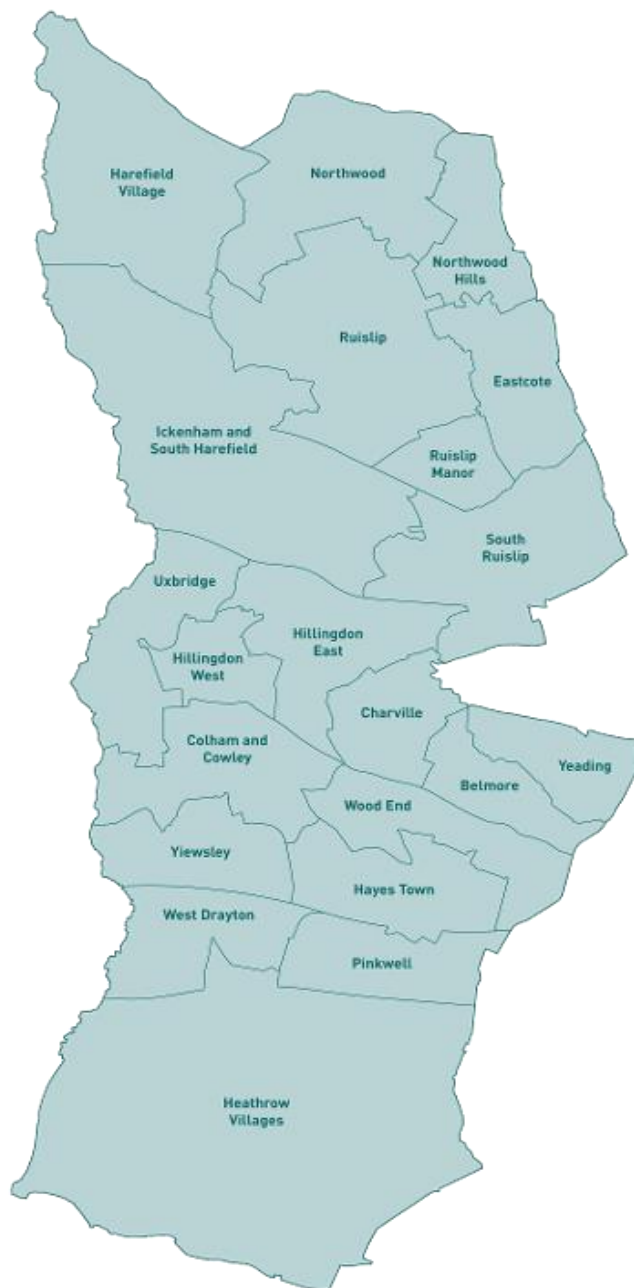 Harefield
Village
Northwood
Northwood
Hills
Ruislip
Eastcote
Ickenham and
South Harefield
Ruislip
Manor
South
Ruislip
Uxbridge
Hillingdon
East
Hillingdon
West
Charville
Colham and
Cowley
Yeading
Belmore
Wood End
Yiewsley
Hayes Town
West Drayton
Pinkwell
Heathrow
Villages